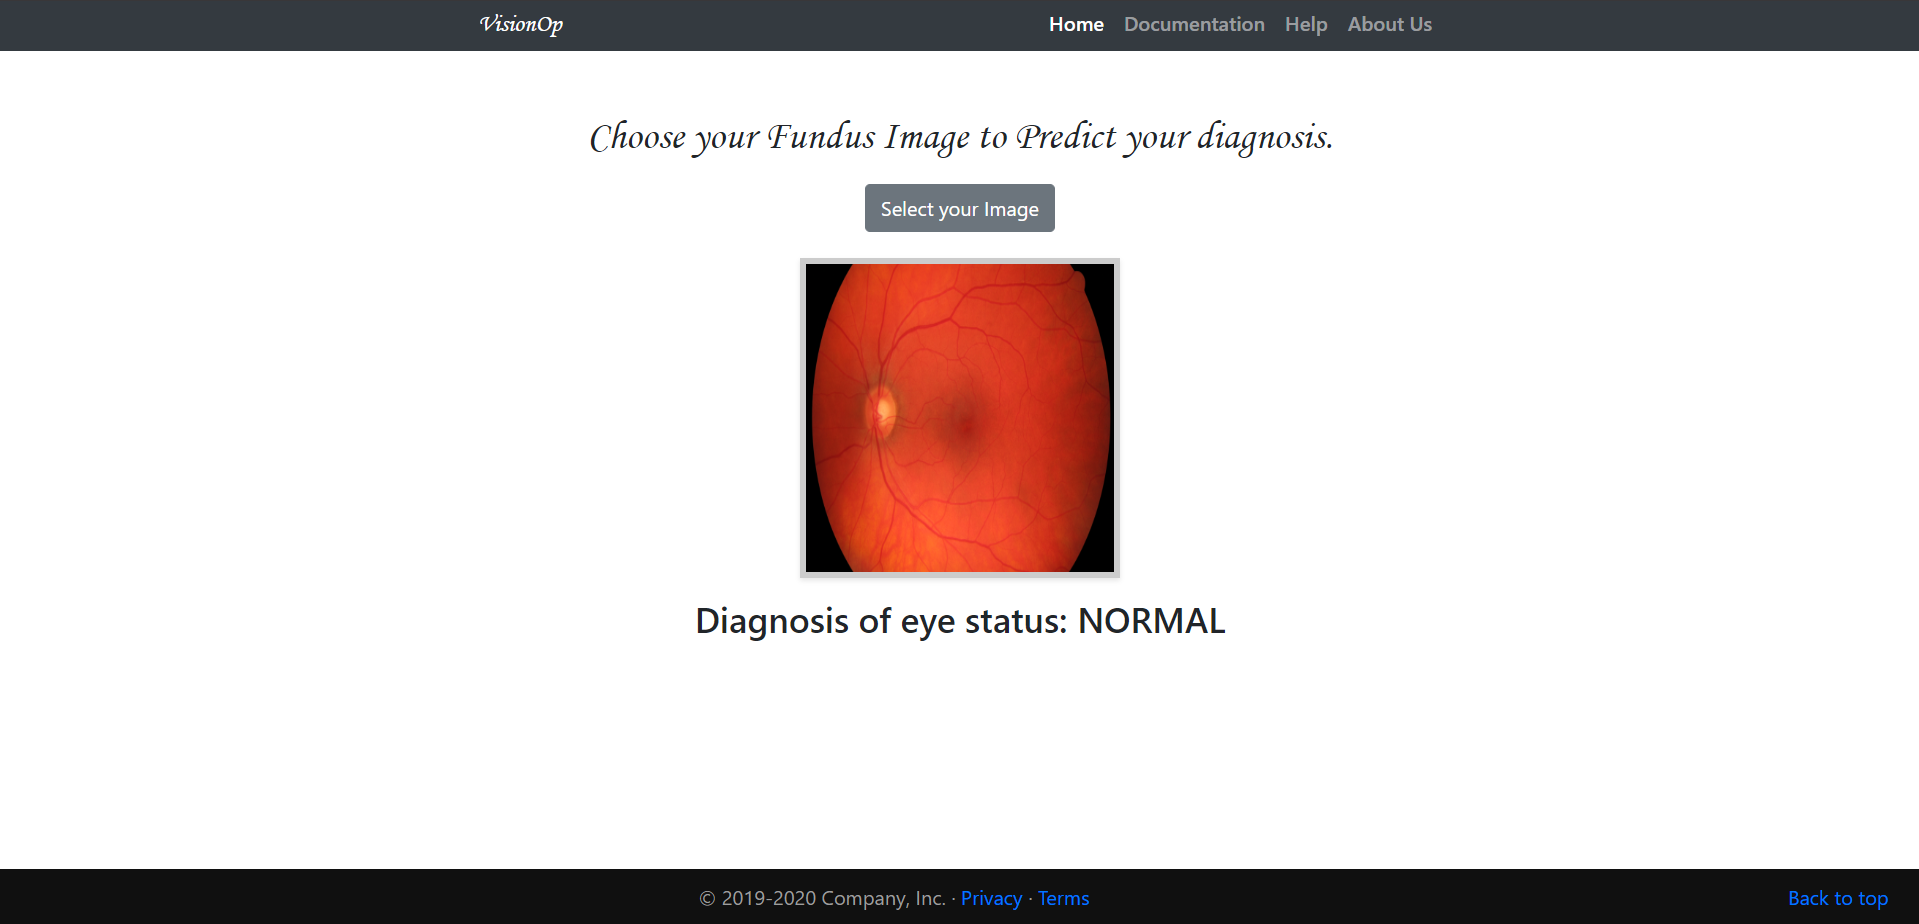 VisionOp
Home Documentation Help About Us
Choose your Fundus Image to Predict your diagnosis.
Select your Image
Diagnosis of eye status: NORMAL
© 2019-2020 Company, Inc. · Privacy · Terms
Back to top